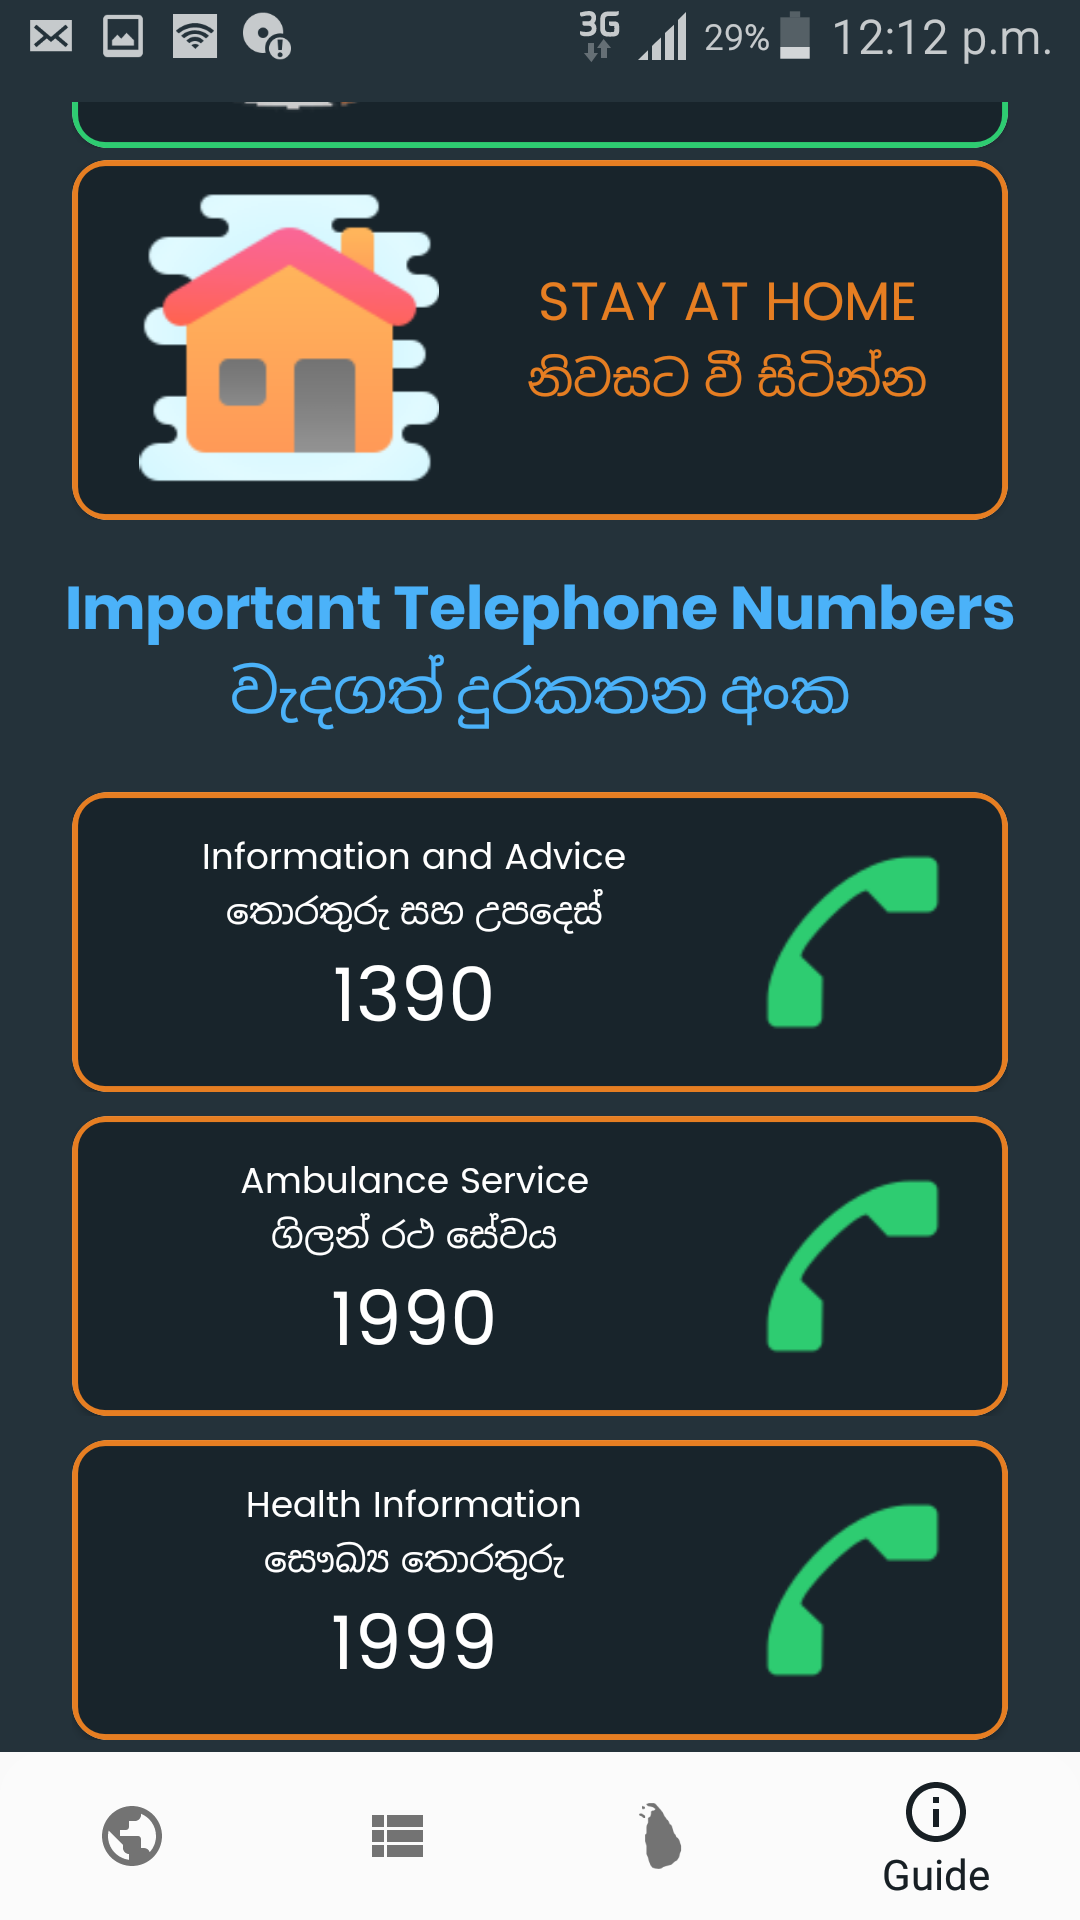 3G 29% 12:12 p.m.
STAY AT HOME
නිවසට වී සිටින්න
Important Telephone Numbers
වැදගත් දුරකතන අංක
Information and Advice
තොරතුරු සහ උපදෙස්
1390
Ambulance Service
ගිලන් රථ සේවය
1990
Health Information
සෞඛ්‍ය තොරතුරු
1999
Guide